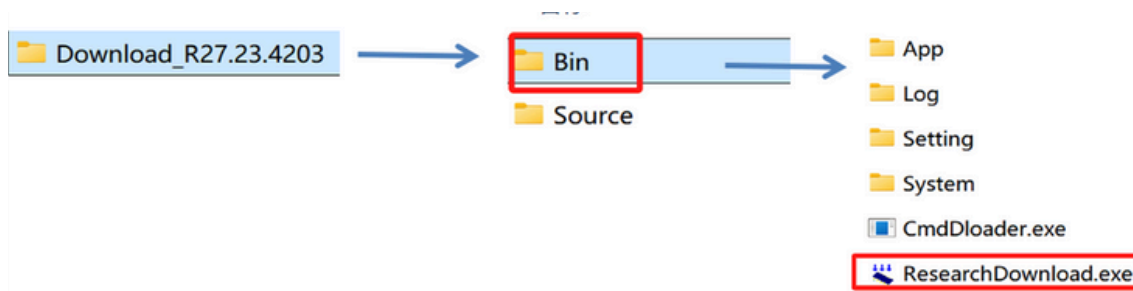 Download_R27.23.4203
Bin
Source
App
Log
Setting
System
CmdDloader.exe
ResearchDownload.exe